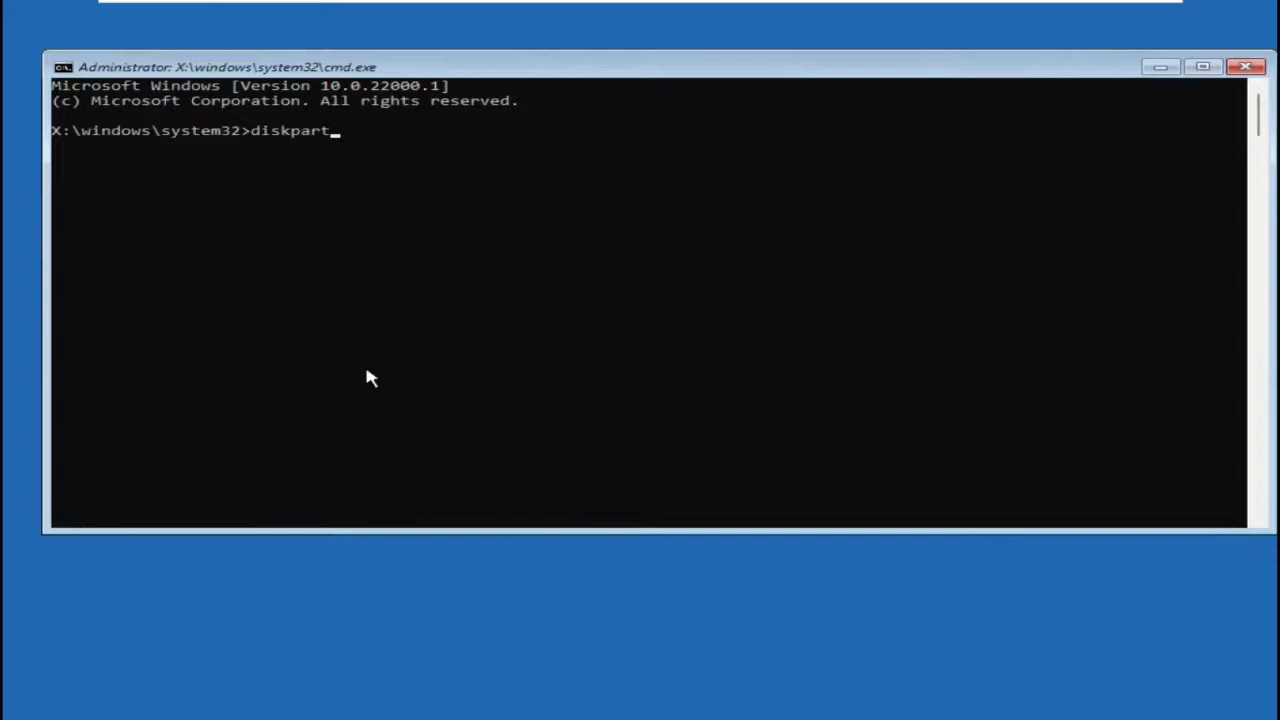 Administrator: X:\windows\system32\cmd.exe
Microsoft Windows [Version 10.0.22000.1]
(c) Microsoft Corporation. All rights reserved.
X:\windows\system32>diskpart_